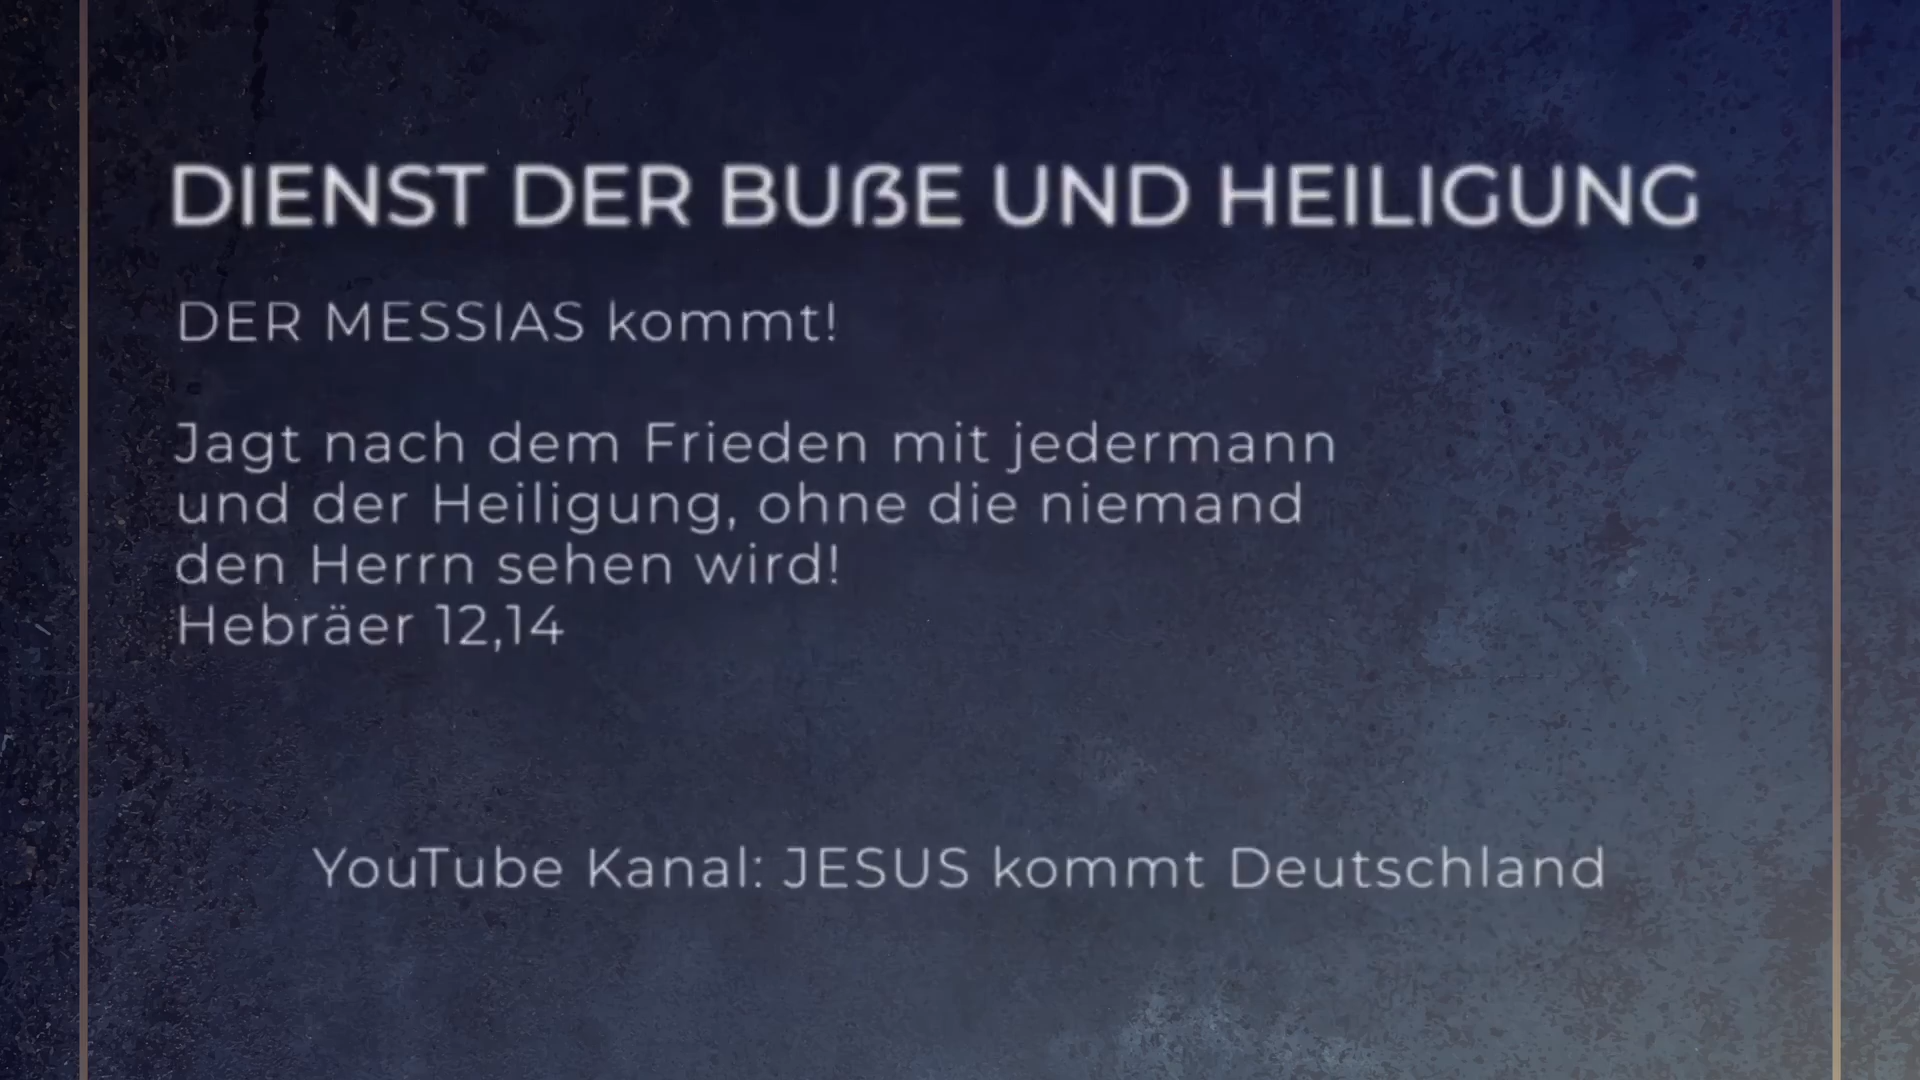 DIENST DER BUßE UND HEILIGUNG
DER MESSIAS kommt!
Jagt nach dem Frieden mit jedermann
und der Heiligung, ohne die niemand
den Herrn sehen wird!
Hebräer 12,14
YouTube Kanal: JESUS kommt Deutschland